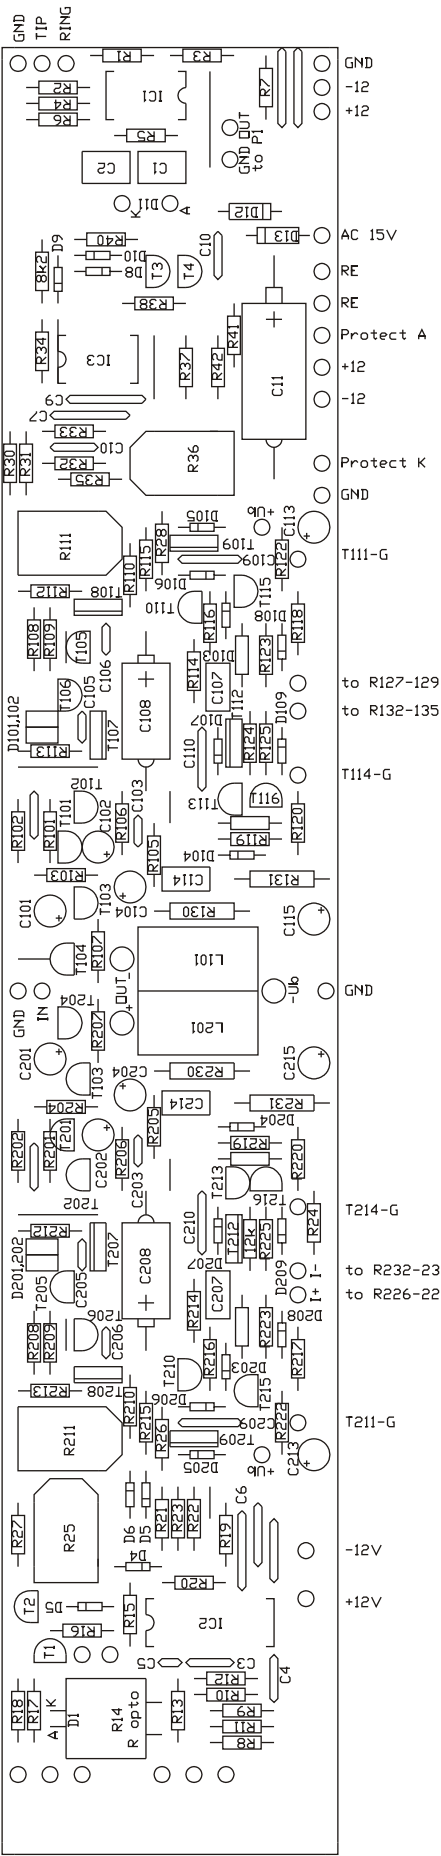 GND TIP RING
R1 R3
GND
-12
+12
R2
R4
R6
IC1
R7
R5
OUT P1
GND to
C2 C1
D11
K A
D12
D13
AC 15V
D9
R40
D10
D8
8k2
T3 T4
C10
RE
RE
R38
Protect A
+12
-12
R34
IC3
R37 R42 R41
C11
C9
C7
R33
C10
R32
R35
R30 R31
R36
Protect K
GND
D105
+Ub
C113
R111
R28
R115
R110
T109
C109
R122
T111-G
D106
R112
T108
T110
T115
R116
D108
R118
R108 R109
T105
C106
R114
D103
R123
C107
to R127-129
to R132-135
T106
C105
D101,102
T107
C108
T112
D107
D109
R113
C110
R124 R125
T114-G
T102
T101
R102 R101
C102
R106
C103
T113
T116
R119
R120
D104
R105
R103
C114
R131
T103
C104
C101
R130
C115
T104
R107
OUT
- +
L101
L201
-Ub
GND
GND IN
T204
R207
C201
T103
C204
R230
C215
R204
C214
R231
R205
D204
R219
R220
R202 R201
T201
C202
R206
C203
T213
T216
T202
T214-G
R212
T207
C210
T212 12k R225
R24
D201,202
C208
D207
D209
I-
I+
to R232-23
to R226-22
T205
C205
C207
R214
T206
R208 R209
C206
R223
D208
R216
R217
T210
D203
R213
T208
D206
T215
R210
R215
R211
R26
C209
R222
T211-G
T209
D205
+Ub
C213
R25
R27
D6 D5
R21 R23 R22
R19
C6
D4
-12V
R20
T2
D5
R15
+12V
R16
IC2
T1
C5 C3
C4
R12
R10
R18 R17
K
A
D1
R14
R opto
R13
R9
R11
R8